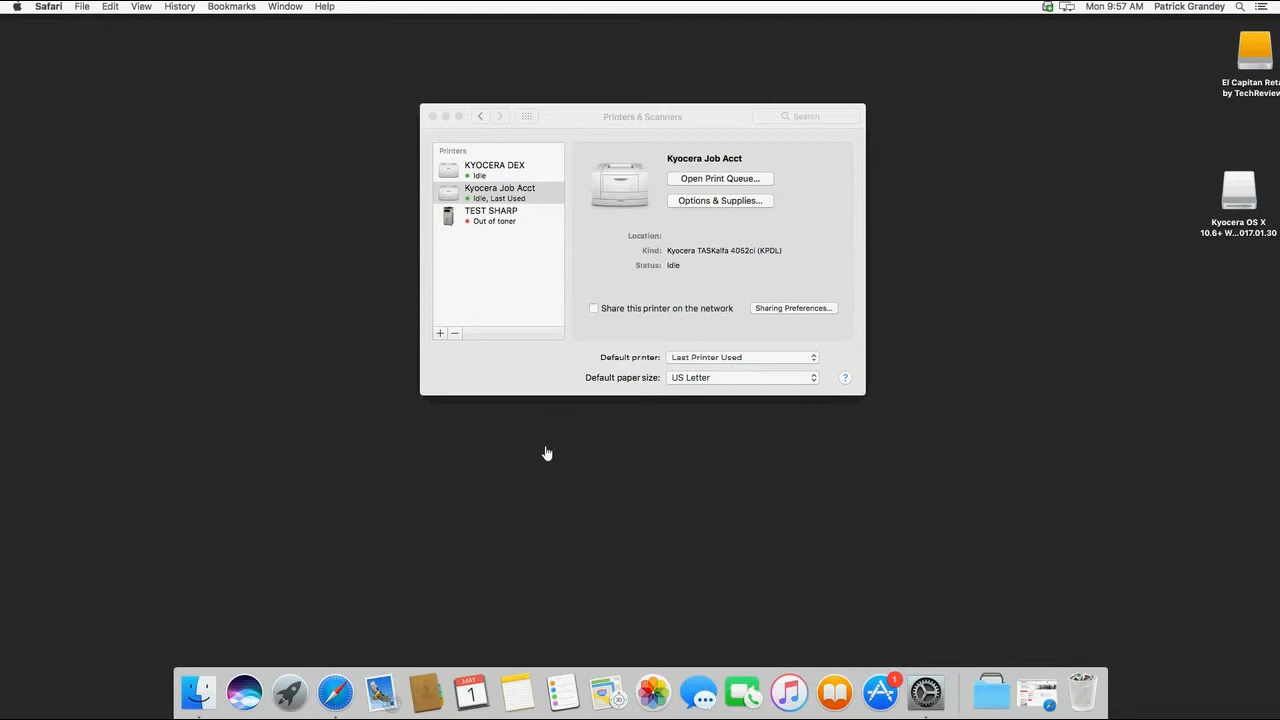 Safari File Edit View History Bookmarks Window Help
Mon 9:57 AM Patrick Grandey
El Capitan Reta
by TechReview
Kyocera OS X
10.6+ W...017.01.30
Printers & Scanners
Search
Printers
KYOCERA DEX
Idle
Kyocera Job Acct
Idle, Last Used
TEST SHARP
Out of toner
+ −
Kyocera Job Acct
Open Print Queue...
Options & Supplies...
Location:
Kind: Kyocera TASKalfa 4052ci (KPDL)
Status: Idle
Share this printer on the network
Sharing Preferences...
Default printer: Last Printer Used
Default paper size: US Letter
?
MAY
1
30
1